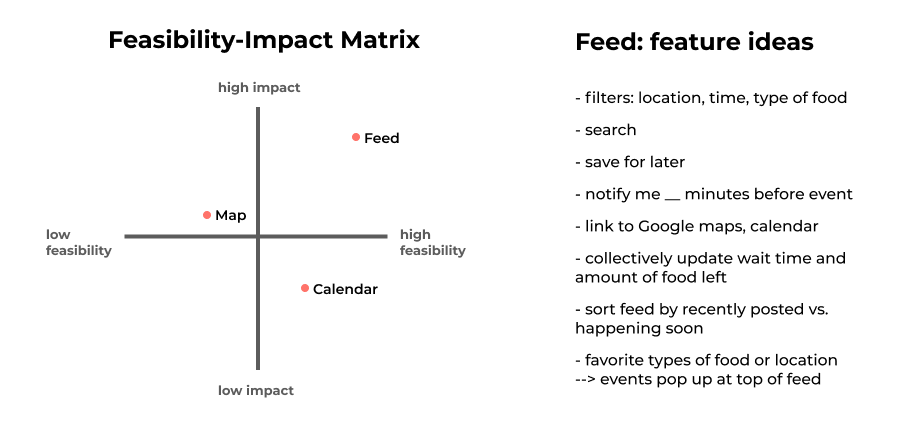 Feasibility-Impact Matrix
high impact
Feed
Map
low
feasibility
high
feasibility
Calendar
low impact
Feed: feature ideas
- filters: location, time, type of food
- search
- save for later
- notify me __ minutes before event
- link to Google maps, calendar
- collectively update wait time and
amount of food left
- sort feed by recently posted vs.
happening soon
- favorite types of food or location
--> events pop up at top of feed